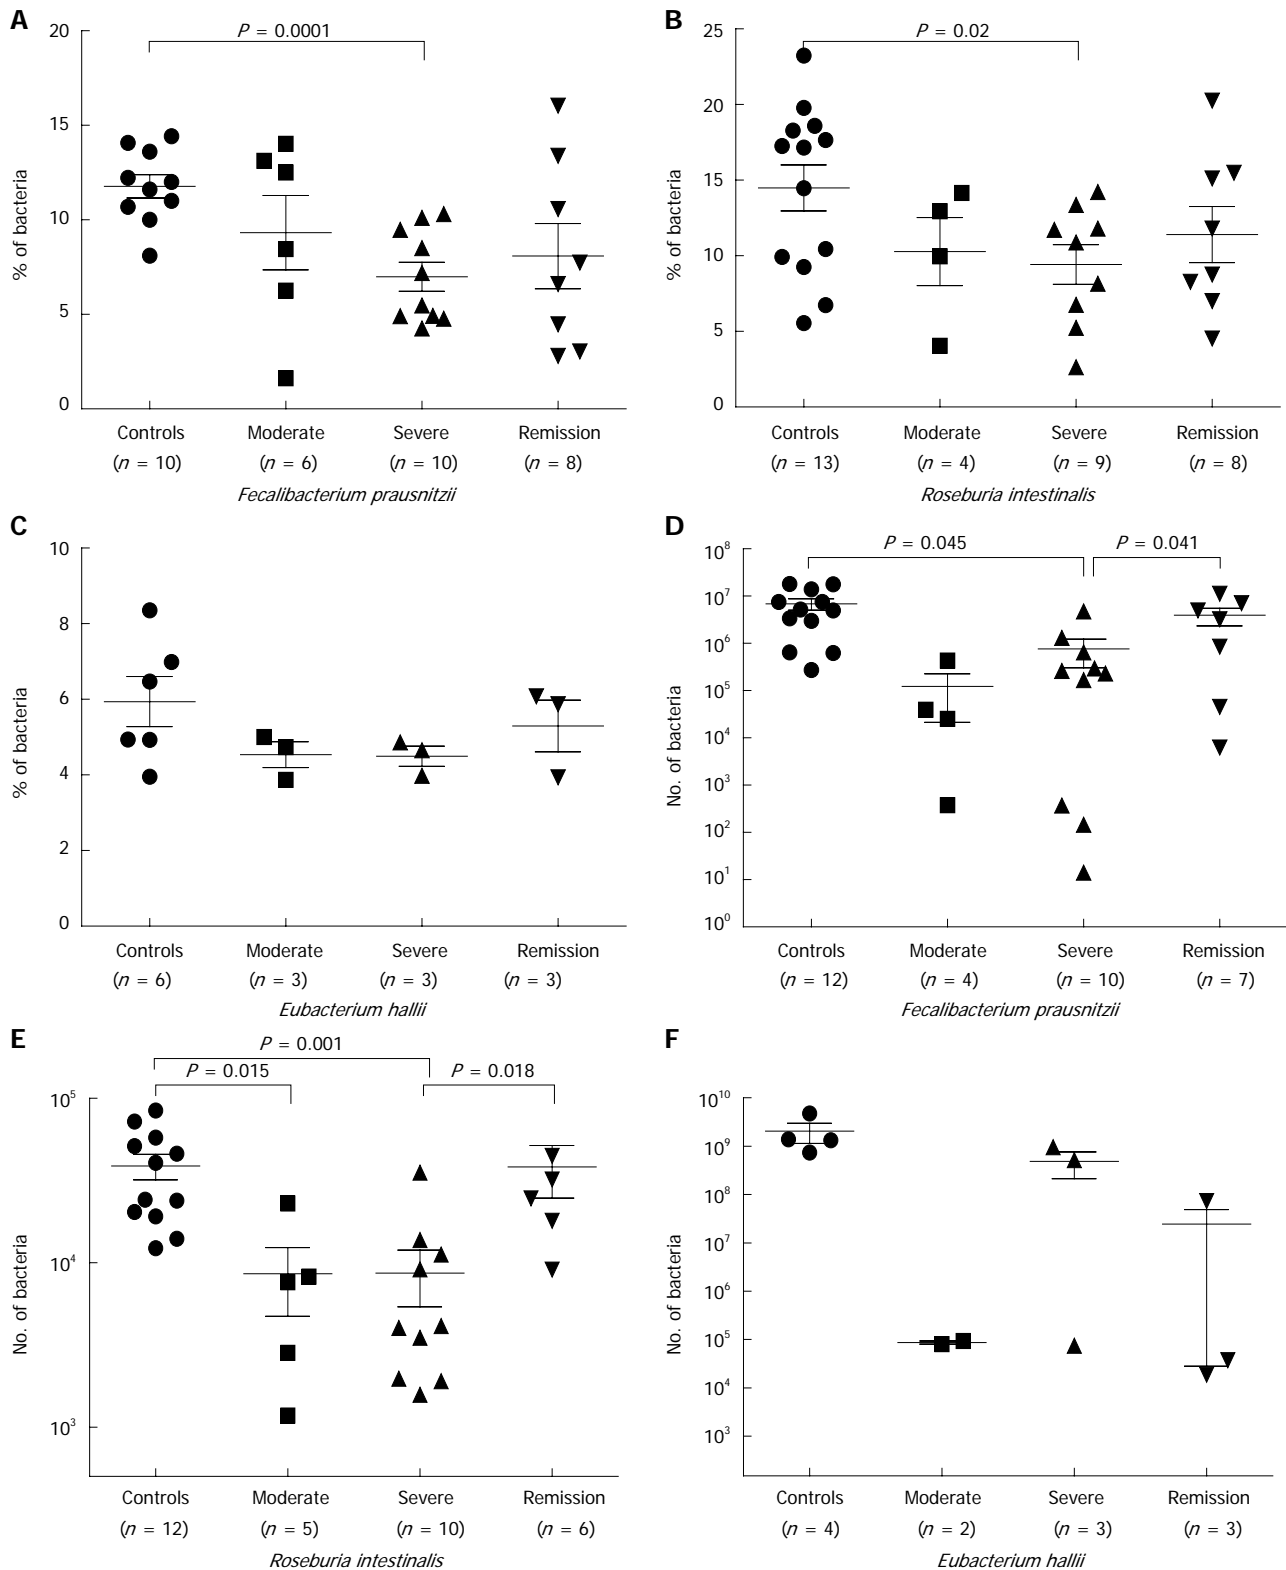 A
P = 0.0001
20
15
10
5
0
% of bacteria
Controls Moderate Severe Remission
(n = 10) (n = 6) (n = 10) (n = 8)
Fecalibacterium prausnitzii
B
P = 0.02
25
20
15
10
5
0
% of bacteria
Controls Moderate Severe Remission
(n = 13) (n = 4) (n = 9) (n = 8)
Roseburia intestinalis
C
10
8
6
4
2
0
% of bacteria
Controls Moderate Severe Remission
(n = 6) (n = 3) (n = 3) (n = 3)
Eubacterium hallii
D
P = 0.045 P = 0.041
10⁸
10⁷
10⁶
10⁵
10⁴
10³
10²
10¹
10⁰
No. of bacteria
Controls Moderate Severe Remission
(n = 12) (n = 4) (n = 10) (n = 7)
Fecalibacterium prausnitzii
E
P = 0.001
P = 0.015 P = 0.018
10⁵
10⁴
10³
No. of bacteria
Controls Moderate Severe Remission
(n = 12) (n = 5) (n = 10) (n = 6)
Roseburia intestinalis
F
10¹⁰
10⁹
10⁸
10⁷
10⁶
10⁵
10⁴
10³
No. of bacteria
Controls Moderate Severe Remission
(n = 4) (n = 2) (n = 3) (n = 3)
Eubacterium hallii